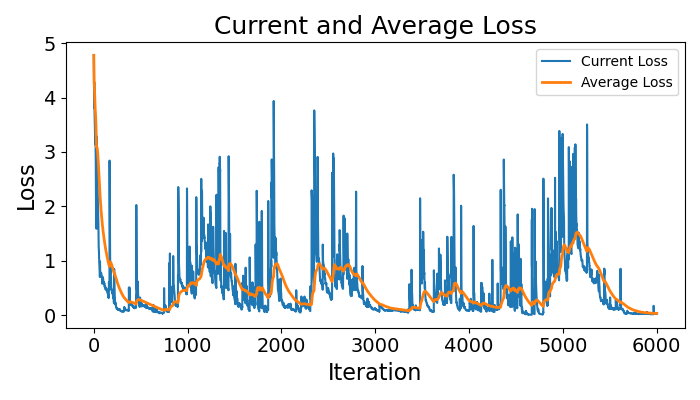 Current and Average Loss
Current Loss
Average Loss
Loss
5
4
3
2
1
0
0 1000 2000 3000 4000 5000 6000
Iteration